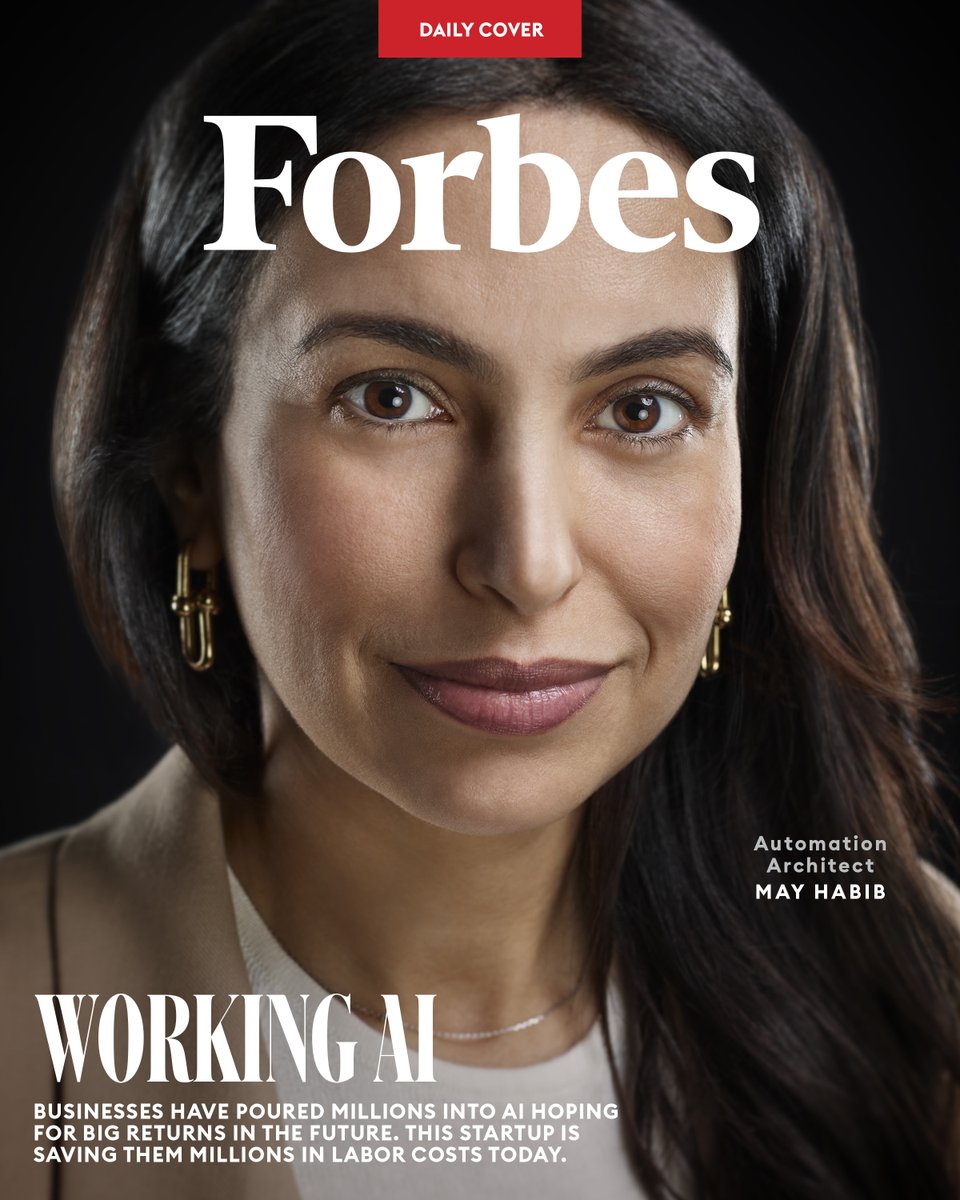 DAILY COVER
Forbes
Automation
Architect
MAY HABIB
WORKING AI
BUSINESSES HAVE POURED MILLIONS INTO AI HOPING
FOR BIG RETURNS IN THE FUTURE. THIS STARTUP IS
SAVING THEM MILLIONS IN LABOR COSTS TODAY.